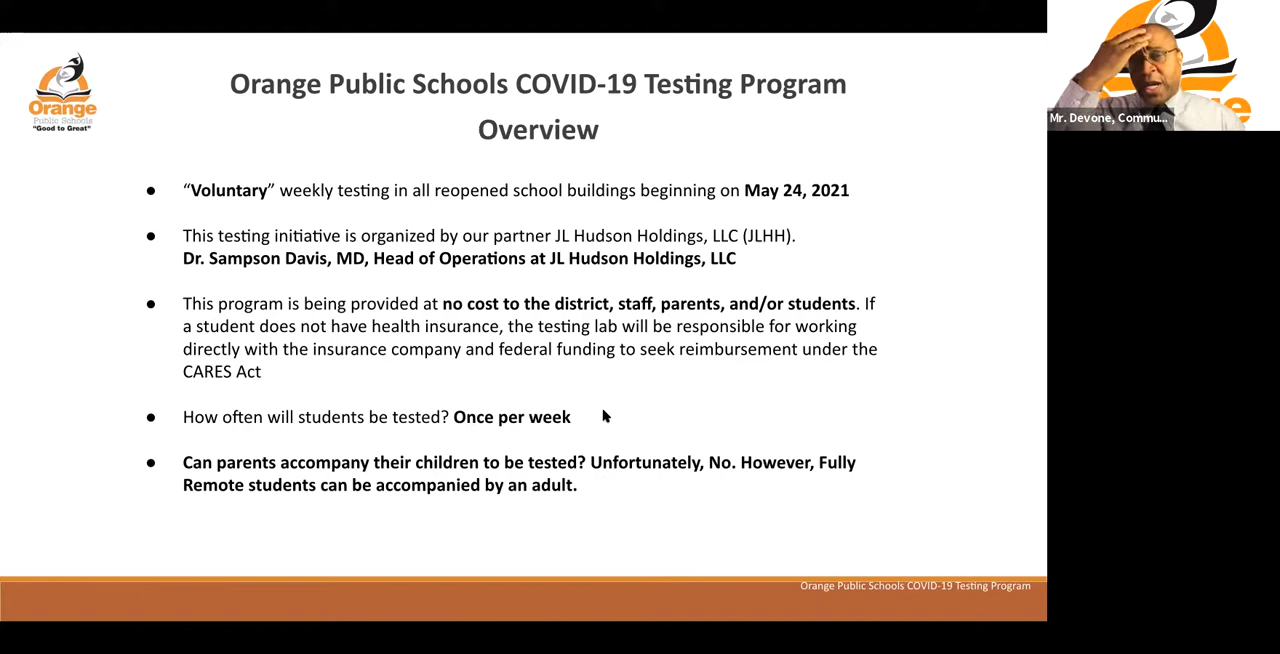 Orange Public Schools COVID-19 Testing Program
Overview
Orange
Public Schools
"Good to Great"
Mr. Devone, Commu...
● “Voluntary” weekly testing in all reopened school buildings beginning on May 24, 2021
● This testing initiative is organized by our partner JL Hudson Holdings, LLC (JLHH).
Dr. Sampson Davis, MD, Head of Operations at JL Hudson Holdings, LLC
● This program is being provided at no cost to the district, staff, parents, and/or students. If
a student does not have health insurance, the testing lab will be responsible for working
directly with the insurance company and federal funding to seek reimbursement under the
CARES Act
● How often will students be tested? Once per week
● Can parents accompany their children to be tested? Unfortunately, No. However, Fully
Remote students can be accompanied by an adult.
Orange Public Schools COVID-19 Testing Program